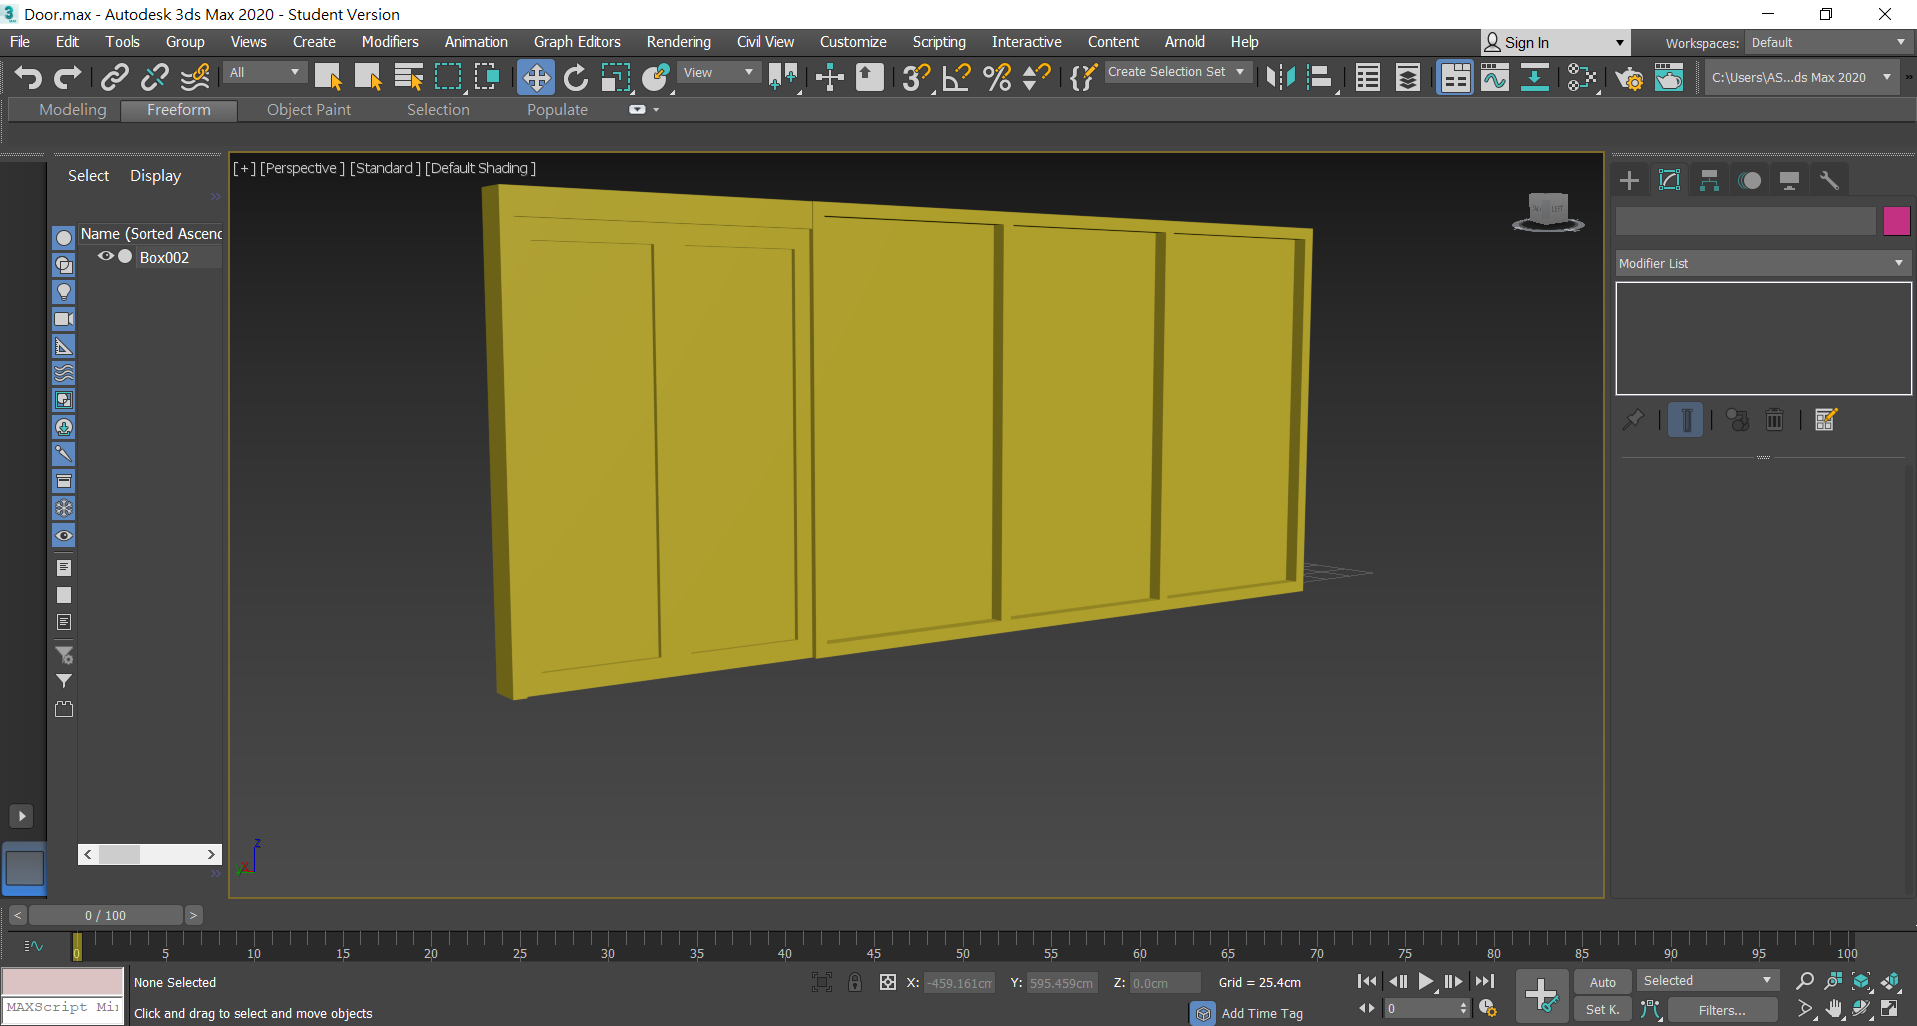 Door.max - Autodesk 3ds Max 2020 - Student Version
File Edit Tools Group Views Create Modifiers Animation Graph Editors Rendering Civil View Customize Scripting Interactive Content Arnold Help
Sign In
Workspaces: Default
All
View
Create Selection Set
C:\Users\AS...ds Max 2020
Modeling Freeform Object Paint Selection Populate
Select Display
[+] [Perspective ] [Standard ] [Default Shading ]
Name (Sorted Ascenc
Box002
LEFT
Modifier List
z
0 / 100
0 5 10 15 20 25 30 35 40 45 50 55 60 65 70 75 80 85 90 95 100
None Selected
X: -459.161cm Y: 595.459cm Z: 0.0cm Grid = 25.4cm
Auto Selected
MAXScript Mi
Click and drag to select and move objects
Add Time Tag
0
Set K. Filters...